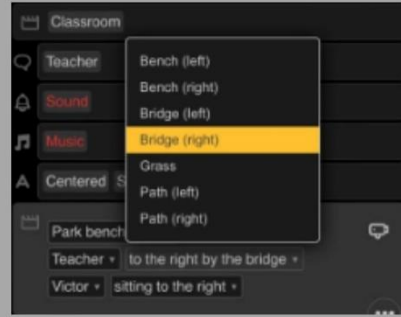 Classroom
Teacher
Sound
Music
Centered S
Bench (left)
Bench (right)
Bridge (left)
Bridge (right)
Grass
Path (left)
Path (right)
Park bench
Teacher to the right by the bridge
Victor sitting to the right